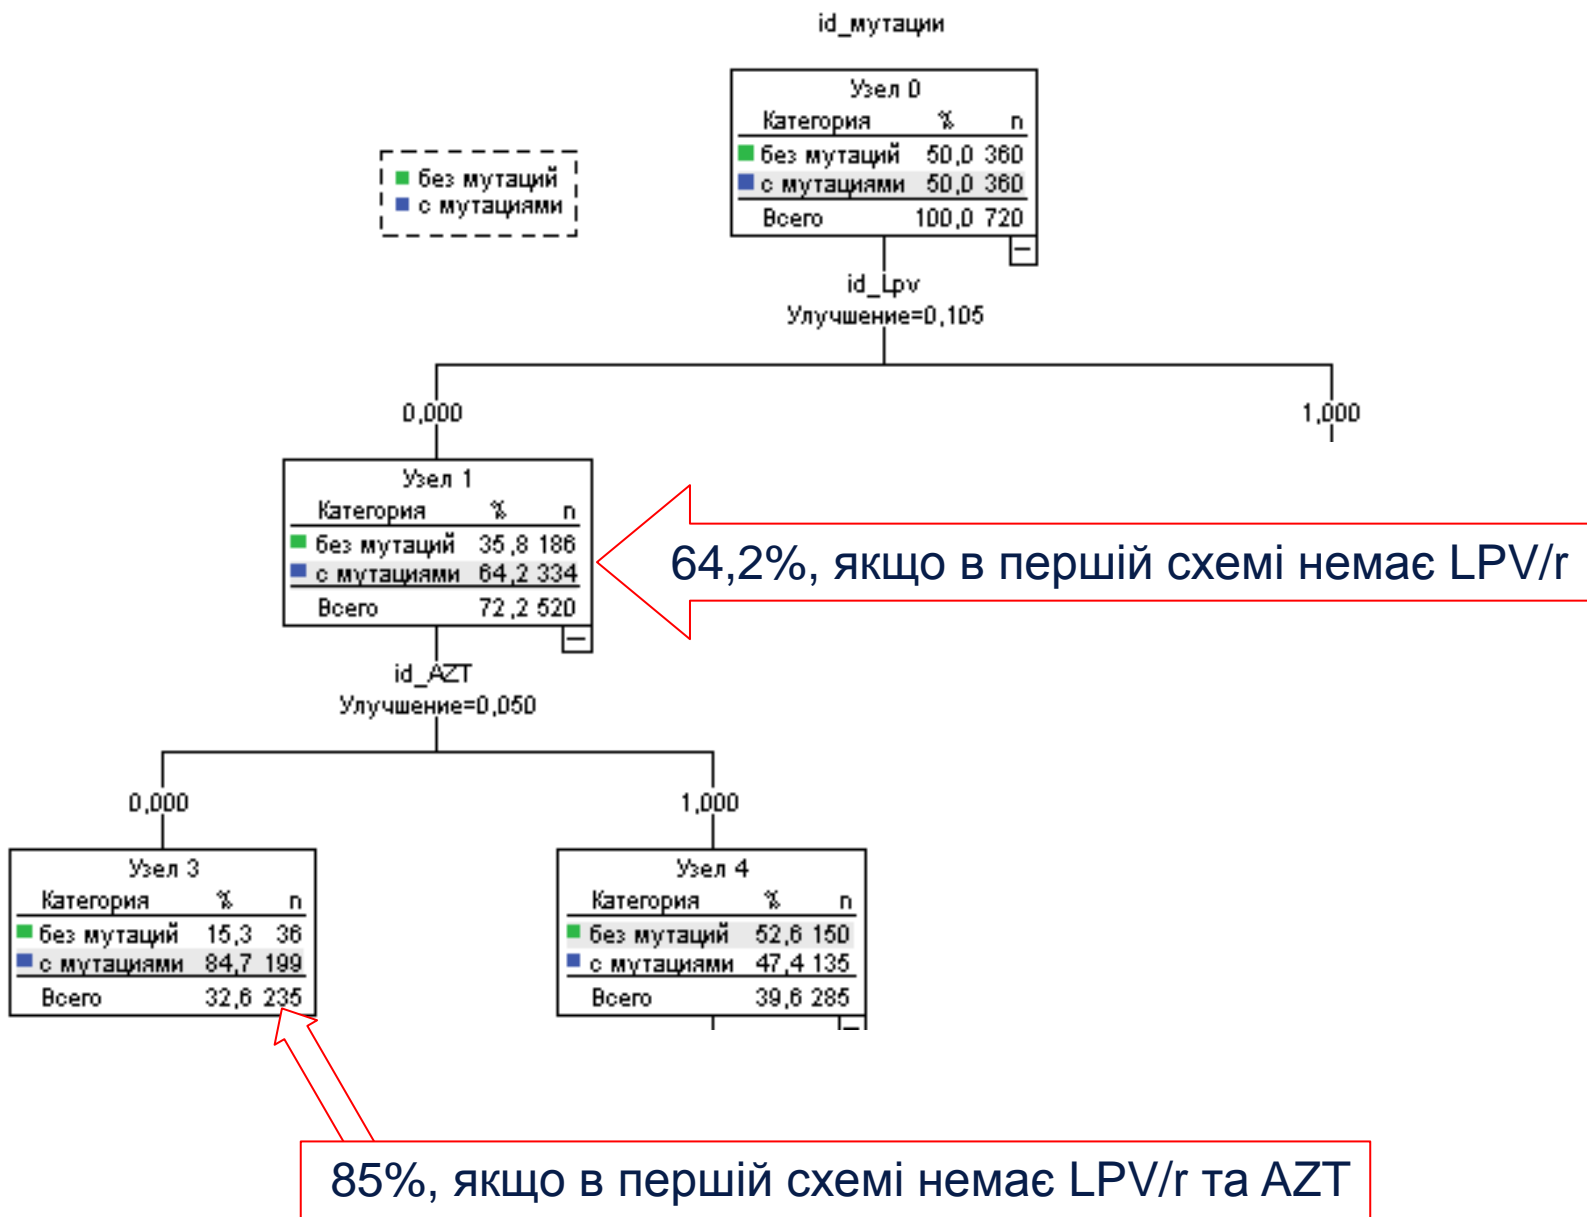 id_мутации
Узел 0
Категория % n
без мутаций 50,0 360
с мутациями 50,0 360
Всего 100,0 720
без мутаций
с мутациями
id_Lpv
Улучшение=0,105
0,000
1,000
Узел 1
Категория % n
без мутаций 35,8 186
с мутациями 64,2 334
Всего 72,2 520
64,2%, якщо в першій схемі немає LPV/r
id_AZT
Улучшение=0,050
0,000
1,000
Узел 3
Категория % n
без мутаций 15,3 36
с мутациями 84,7 199
Всего 32,6 235
Узел 4
Категория % n
без мутаций 52,6 150
с мутациями 47,4 135
Всего 39,6 285
85%, якщо в першій схемі немає LPV/r та AZT